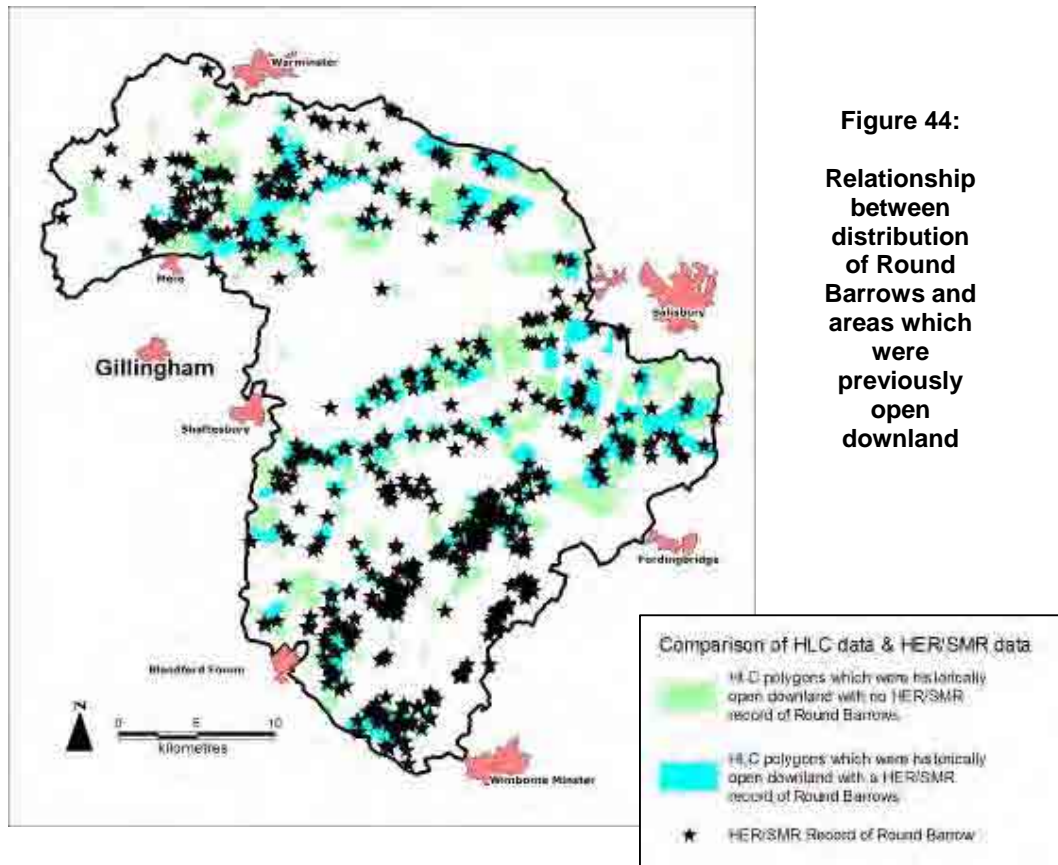 Warminster
Figure 44:
Relationship
between
distribution
of Round
Barrows and
areas which
were
previously
open
downland
Mere
Salisbury
Gillingham
Shaftesbury
Fordingbridge
Blandford Forum
Wimborne Minster
Z
0 5 10
kilometres
Comparison of HLC data & HER/SMR data
HLC polygons which were historically
open downland with no HER/SMR
record of Round Barrows
HLC polygons which were historically
open downland with a HER/SMR
record of Round Barrows
HER/SMR Record of Round Barrow